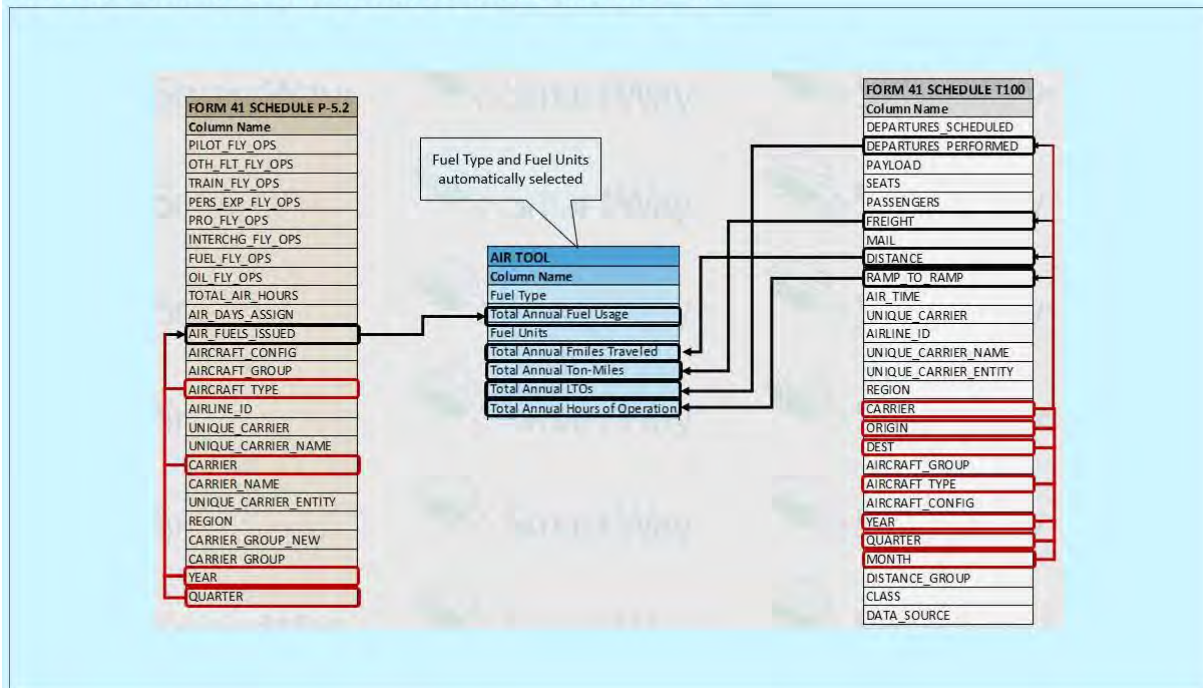 FORM 41 SCHEDULE P-5.2
Column Name
PILOT_FLY_OPS
OTH_FLT_FLY_OPS
TRAIN_FLY_OPS
PERS_EXP_FLY_OPS
PRO_FLY_OPS
INTERCHG_FLY_OPS
FUEL_FLY_OPS
OIL_FLY_OPS
TOTAL_AIR_HOURS
AIR_DAYS_ASSIGN
AIR_FUELS_ISSUED
AIRCRAFT_CONFIG
AIRCRAFT_GROUP
AIRCRAFT_TYPE
AIRLINE_ID
UNIQUE_CARRIER
UNIQUE_CARRIER_NAME
CARRIER
CARRIER_NAME
UNIQUE_CARRIER_ENTITY
REGION
CARRIER_GROUP_NEW
CARRIER_GROUP
YEAR
QUARTER
Fuel Type and Fuel Units
automatically selected
AIR TOOL
Column Name
Fuel Type
Total Annual Fuel Usage
Fuel Units
Total Annual Fmiles Traveled
Total Annual Ton-Miles
Total Annual LTOs
Total Annual Hours of Operation
FORM 41 SCHEDULE T100
Column Name
DEPARTURES_SCHEDULED
DEPARTURES_PERFORMED
PAYLOAD
SEATS
PASSENGERS
FREIGHT
MAIL
DISTANCE
RAMP_TO_RAMP
AIR_TIME
UNIQUE_CARRIER
AIRLINE_ID
UNIQUE_CARRIER_NAME
UNIQUE_CARRIER_ENTITY
REGION
CARRIER
ORIGIN
DEST
AIRCRAFT_GROUP
AIRCRAFT_TYPE
AIRCRAFT_CONFIG
YEAR
QUARTER
MONTH
DISTANCE_GROUP
CLASS
DATA_SOURCE